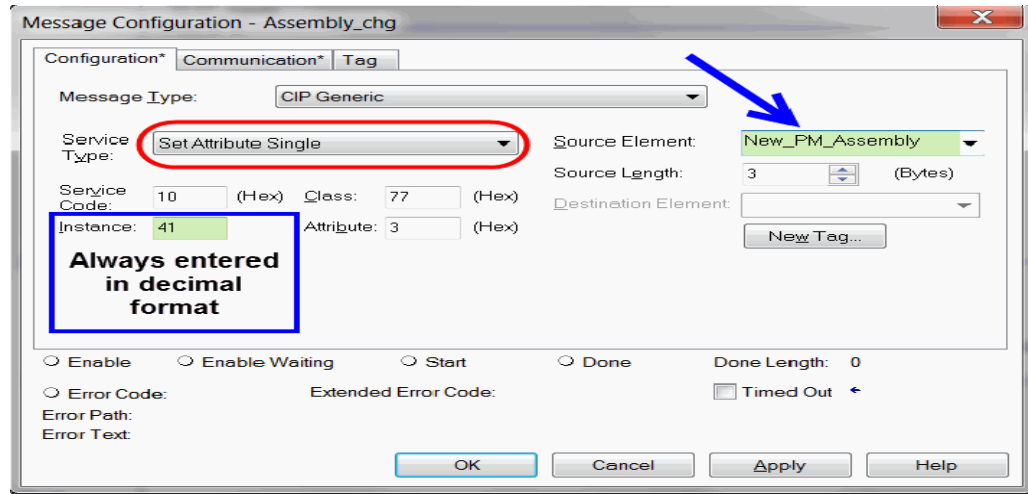 Message Configuration - Assembly_chg
Configuration* Communication* Tag
Message Type: CIP Generic
Service Type: Set Attribute Single
Source Element: New_PM_Assembly
Source Length: 3 (Bytes)
Service Code: 10 (Hex) Class: 77 (Hex)
Destination Element:
Instance: 41 Attribute: 3 (Hex)
New Tag...
Always entered
in decimal
format
Enable Enable Waiting Start Done Done Length: 0
Error Code: Extended Error Code: Timed Out
Error Path:
Error Text:
OK Cancel Apply Help